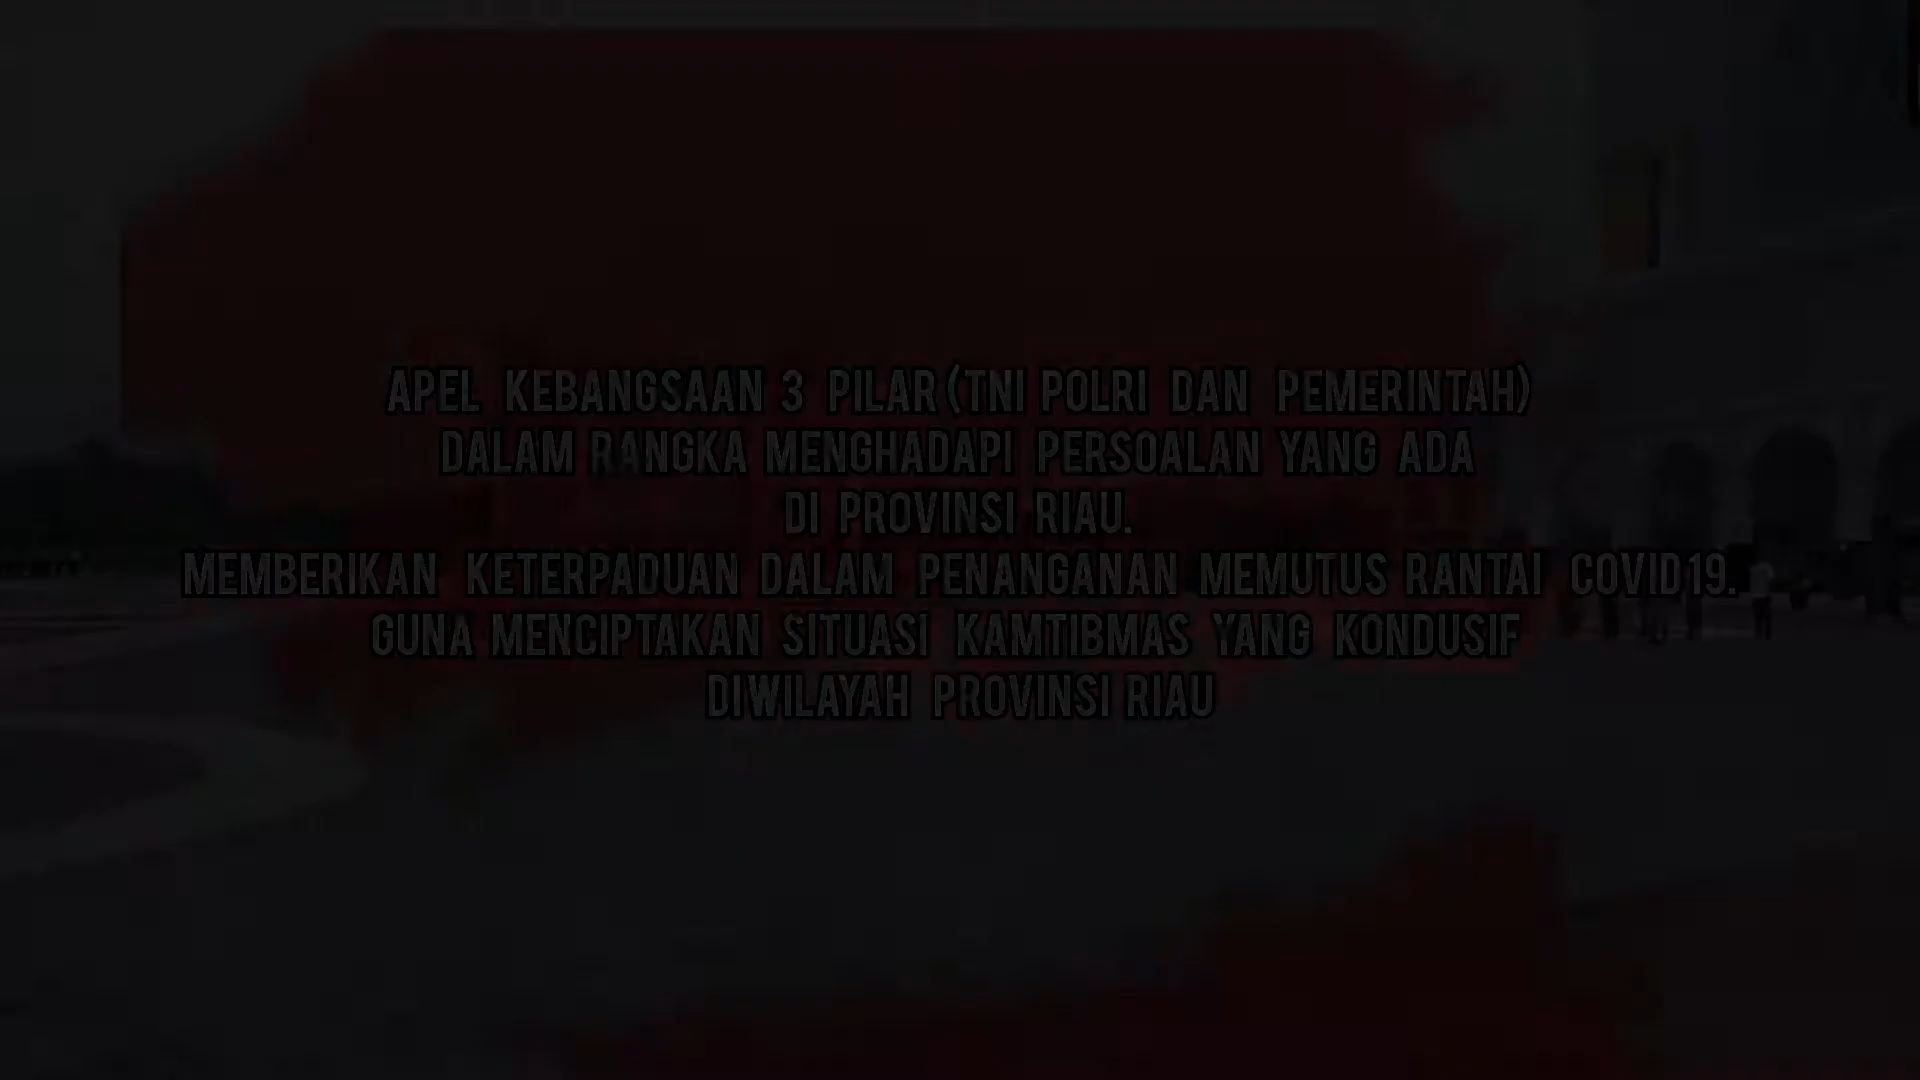 APEL KEBANGSAAN 3 PILAR (TNI POLRI DAN PEMERINTAH)
DALAM RANGKA MENGHADAPI PERSOALAN YANG ADA
DI PROVINSI RIAU.
MEMBERIKAN KETERPADUAN DALAM PENANGANAN MEMUTUS RANTAI COVID19.
GUNA MENCIPTAKAN SITUASI KAMTIBMAS YANG KONDUSIF
DIWILAYAH PROVINSI RIAU